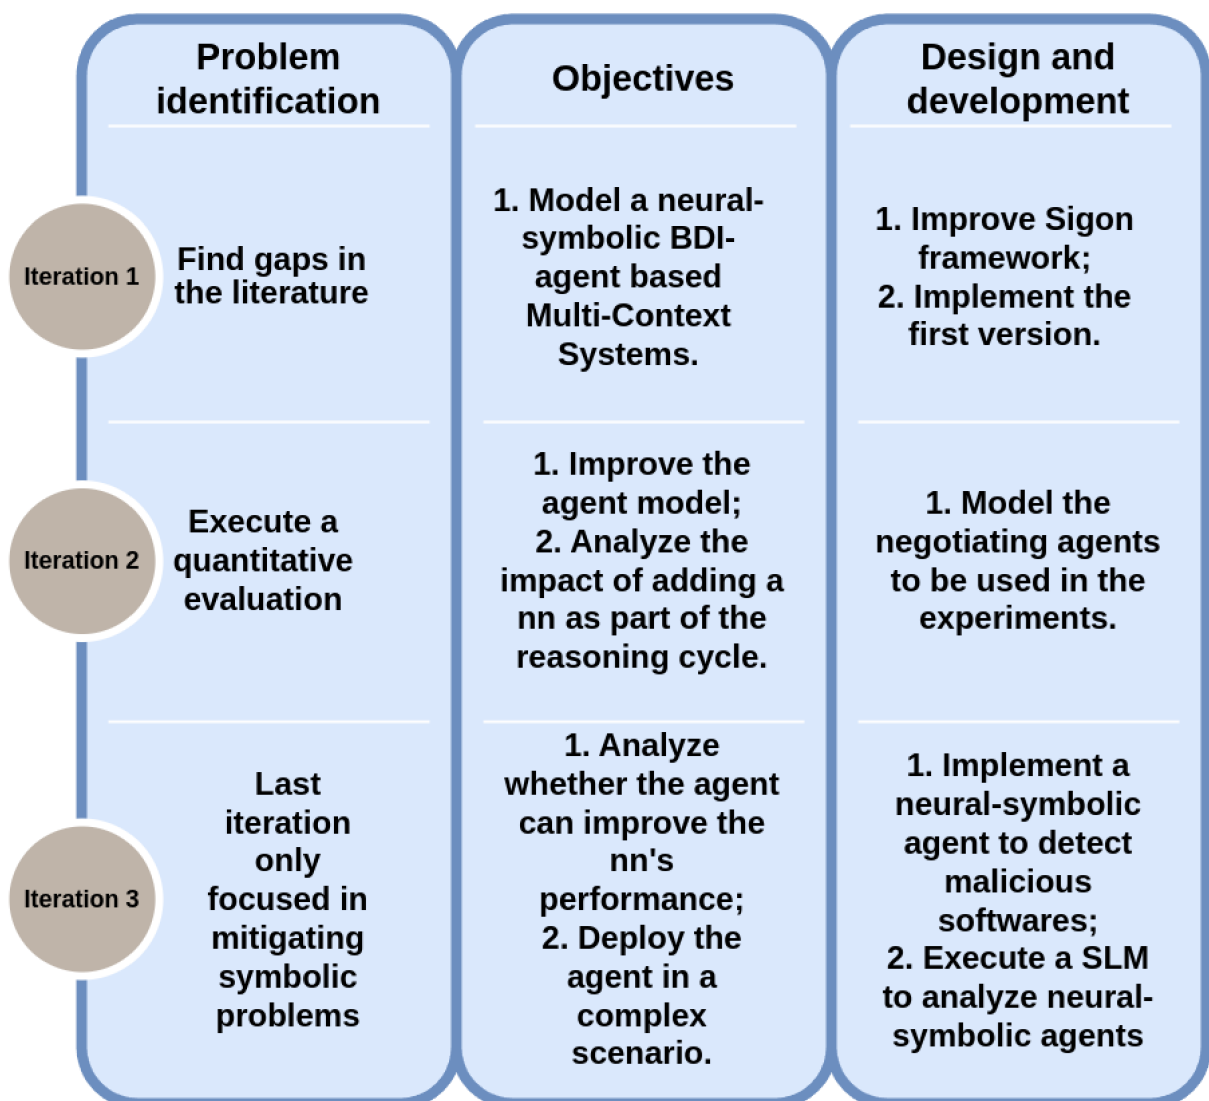 Problem
identification
Objectives
Design and
development
Iteration 1
Find gaps in
the literature
1. Model a neural-
symbolic BDI-
agent based
Multi-Context
Systems.
1. Improve Sigon
framework;
2. Implement the
first version.
Iteration 2
Execute a
quantitative
evaluation
1. Improve the
agent model;
2. Analyze the
impact of adding a
nn as part of the
reasoning cycle.
1. Model the
negotiating agents
to be used in the
experiments.
Iteration 3
Last
iteration
only
focused in
mitigating
symbolic
problems
1. Analyze
whether the agent
can improve the
nn's
performance;
2. Deploy the
agent in a
complex
scenario.
1. Implement a
neural-symbolic
agent to detect
malicious
softwares;
2. Execute a SLM
to analyze neural-
symbolic agents